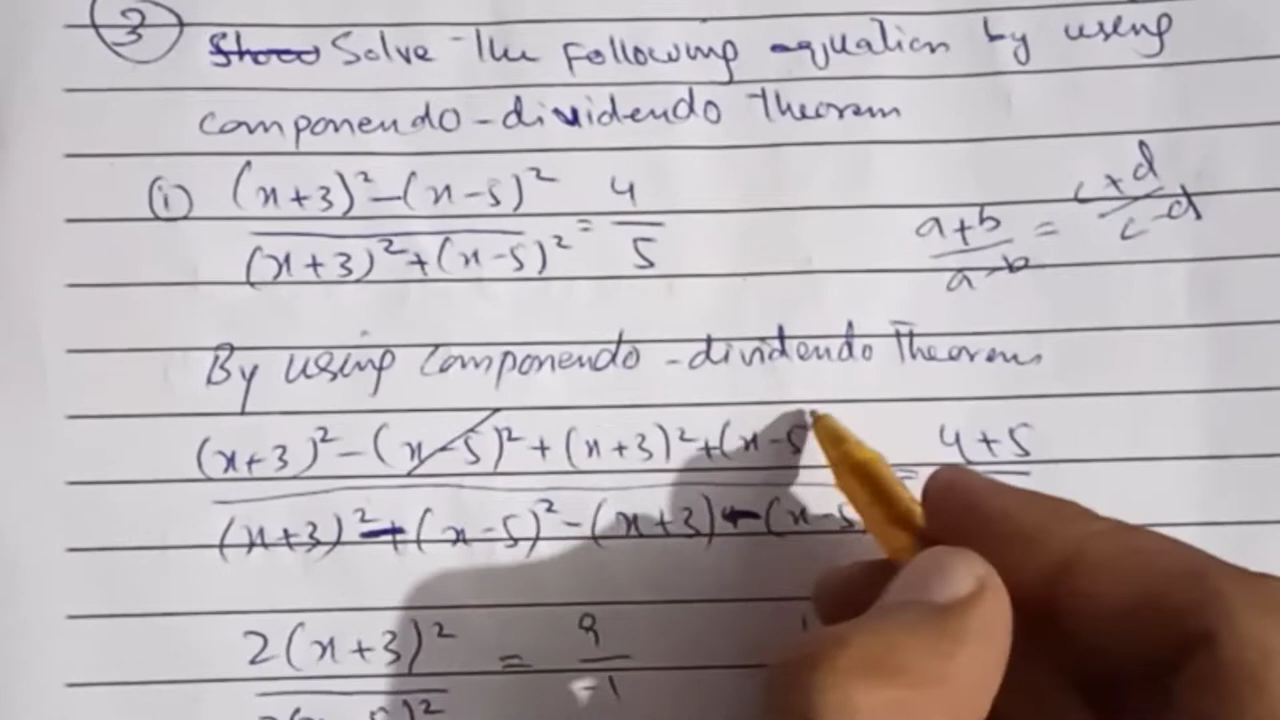 ③ Solve the following equation by using
componendo-dividendo Theorem
(i) (x+3)²-(x-5)² / (x+3)²+(x-5)² = 4/5
a+b / a-b = c+d / c-d
By using componendo-dividendo Theorem
(x+3)²-(x-5)²+(x+3)²+(x-5 / (x+3)²-(x-5)²-(x+3)-(x-5 = 4+5
2(x+3)² / )² = 9/-1